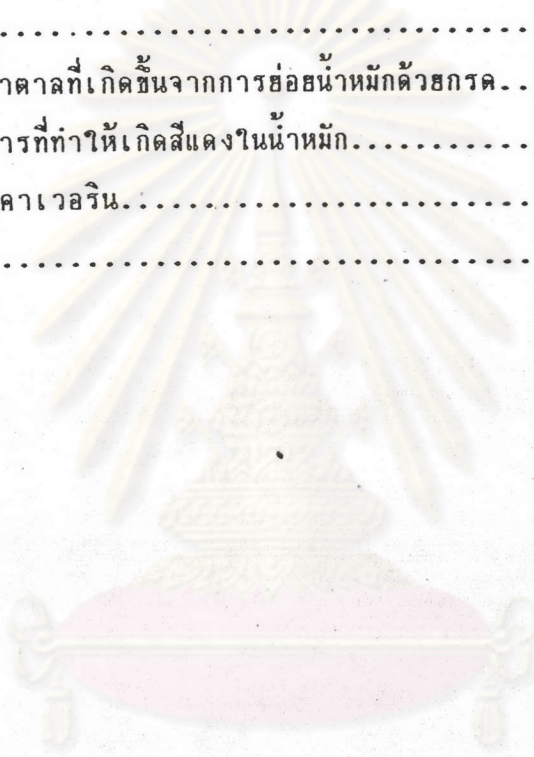 ..............................
าตาลที่เกิดขึ้นจากการย่อยน้ำหมักด้วยกรด..
ารที่ทำให้เกิดสีแดงในน้ำหมัก...........
คาเวอริน.........................
..............................